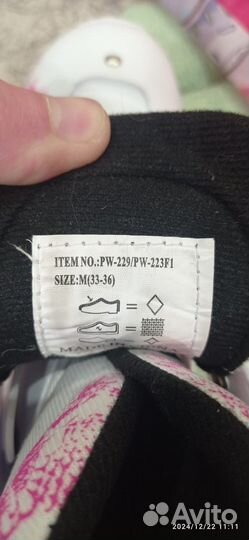 ITEM NO.:PW-229/PW-223F1
SIZE:M(33-36)
=
=
=
Avito
2024/12/22 11:11